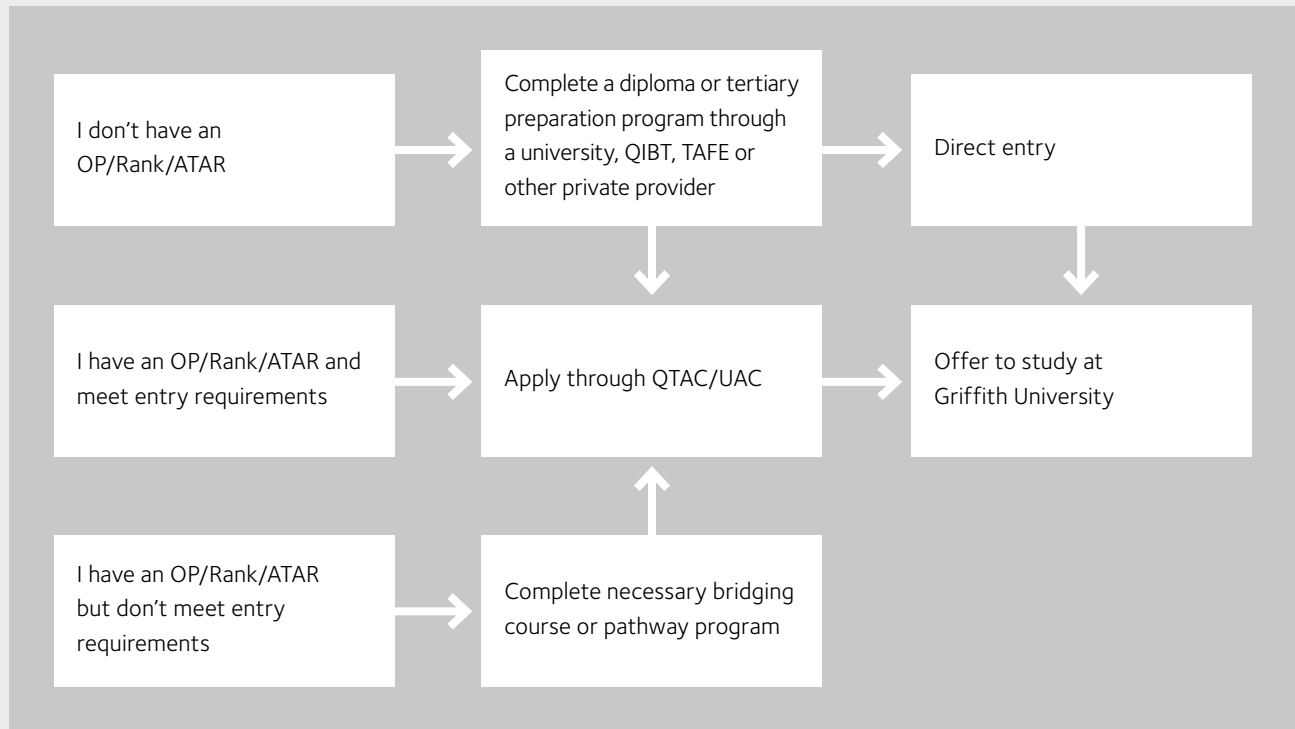 I don't have an
OP/Rank/ATAR
Complete a diploma or tertiary
preparation program through
a university, QIBT, TAFE or
other private provider
Direct entry
I have an OP/Rank/ATAR and
meet entry requirements
Apply through QTAC/UAC
Offer to study at
Griffith University
I have an OP/Rank/ATAR
but don't meet entry
requirements
Complete necessary bridging
course or pathway program